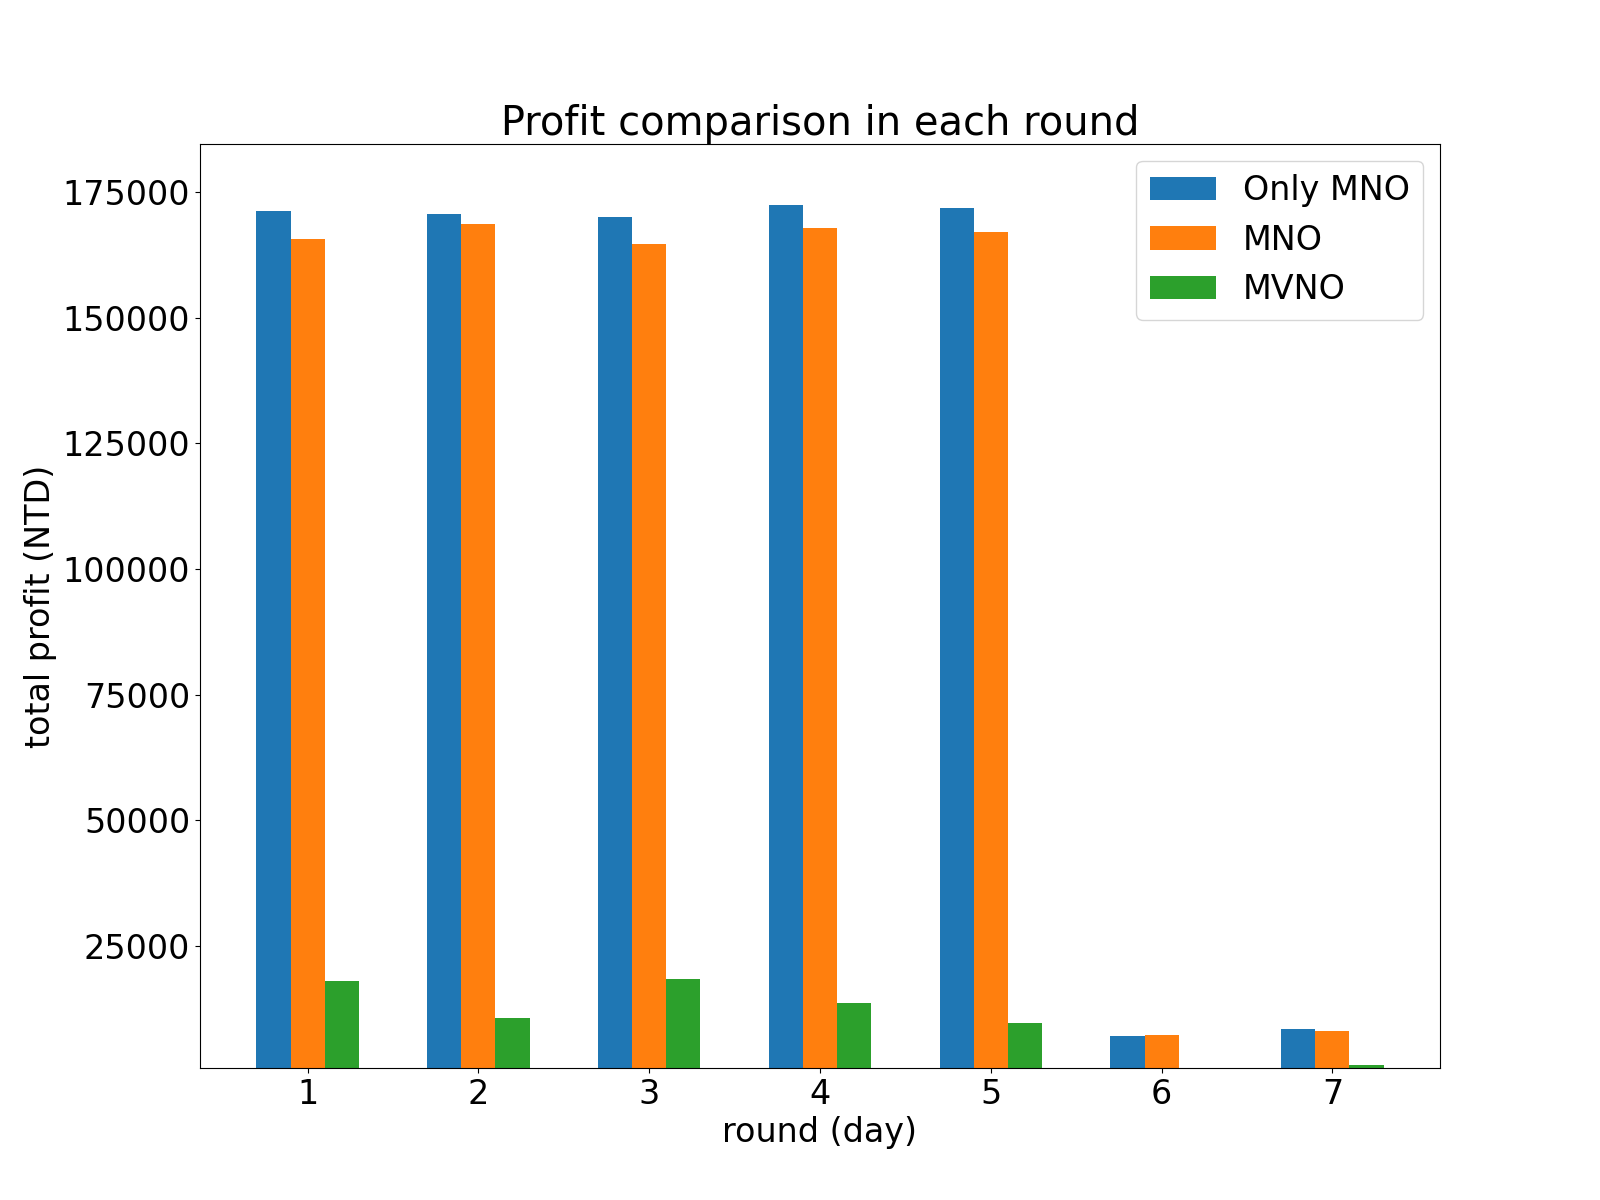 Profit comparison in each round
175000
150000
125000
100000
75000
50000
25000
total profit (NTD)
Only MNO
MNO
MVNO
1 2 3 4 5 6 7
round (day)